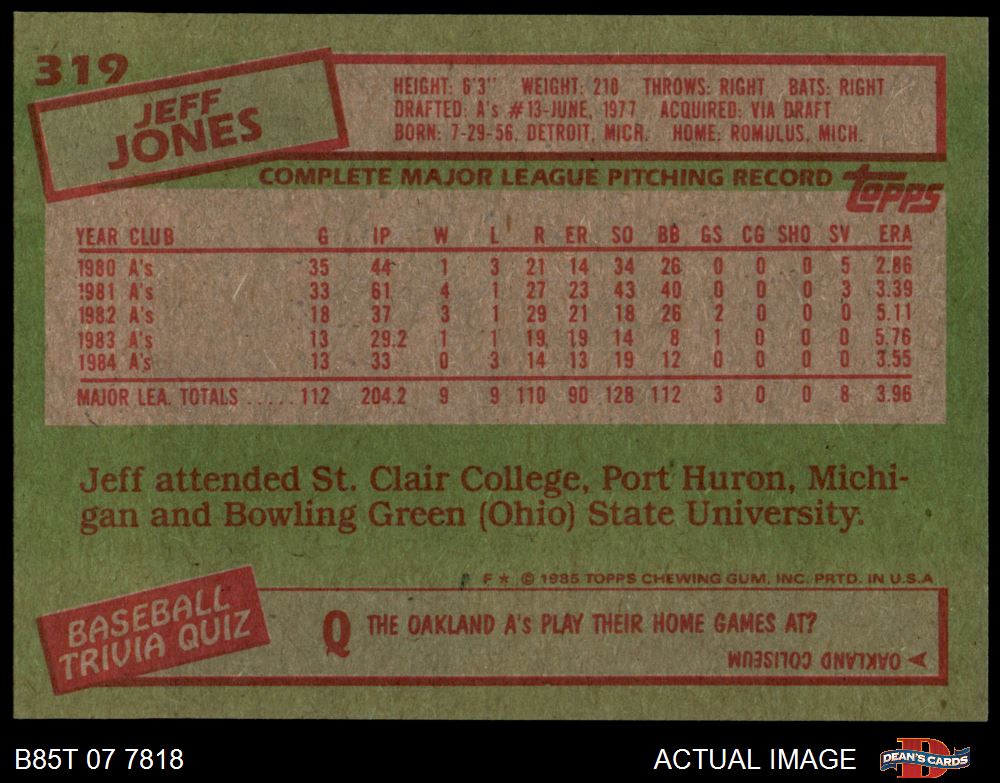 319
JEFF
JONES
HEIGHT: 6'3" WEIGHT: 210 THROWS: RIGHT BATS: RIGHT
DRAFTED: A's #13-JUNE, 1977 ACQUIRED: VIA DRAFT
BORN: 7-29-56, DETROIT, MICH. HOME: ROMULUS, MICH.
COMPLETE MAJOR LEAGUE PITCHING RECORD topps
YEAR CLUB G IP W L R ER SO BB GS CG SHO SV ERA
1980 A's 35 44 1 3 21 14 34 26 0 0 0 5 2.86
1981 A's 33 61 4 1 27 23 43 40 0 0 0 3 3.39
1982 A's 18 37 3 1 29 21 18 26 2 0 0 0 5.11
1983 A's 13 29.2 1 1 19 19 14 8 1 0 0 0 5.76
1984 A's 13 33 0 3 14 13 19 12 0 0 0 0 3.55
MAJOR LEA. TOTALS ..... 112 204.2 9 9 110 90 128 112 3 0 0 8 3.96
Jeff attended St. Clair College, Port Huron, Michi-
gan and Bowling Green (Ohio) State University.
F * © 1985 TOPPS CHEWING GUM, INC. PRTD. IN U.S.A
BASEBALL
TRIVIA QUIZ
Q THE OAKLAND A's PLAY THEIR HOME GAMES AT?
OAKLAND COLISEUM
B85T 07 7818 ACTUAL IMAGE DEAN'S CARDS